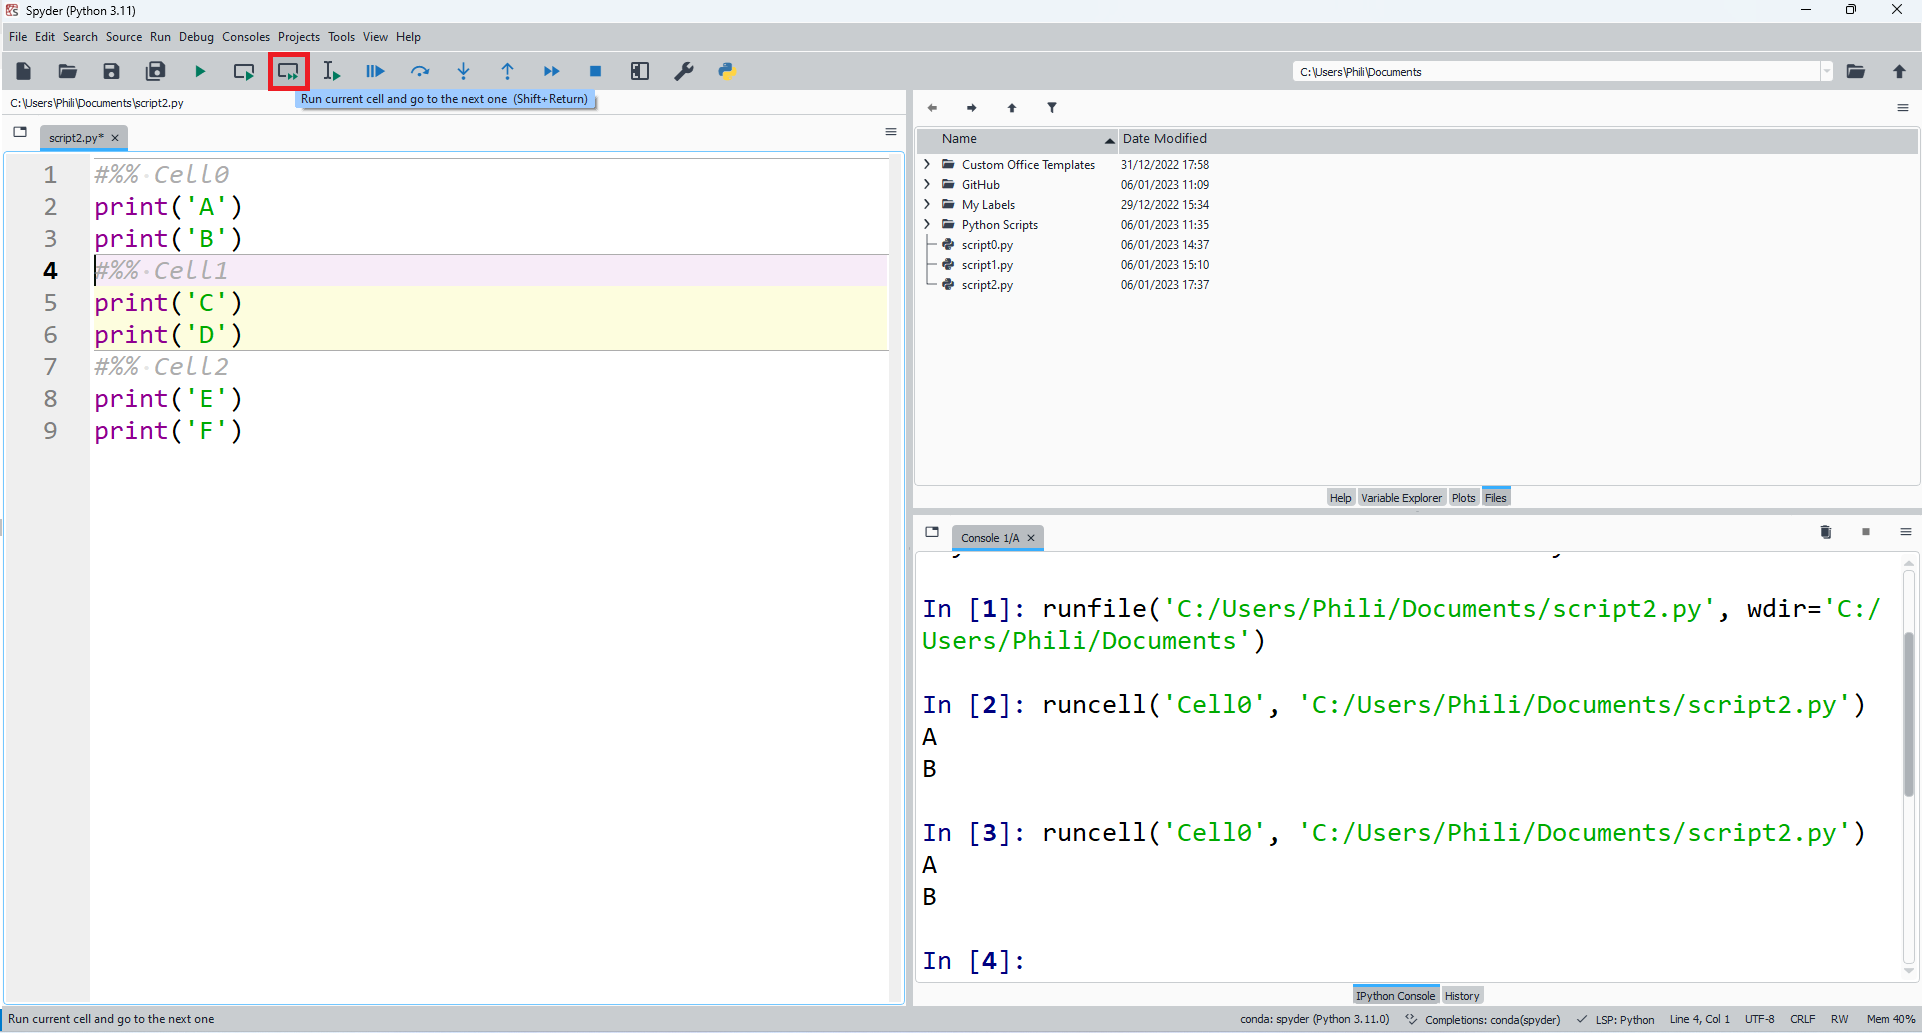 Spyder (Python 3.11)
File Edit Search Source Run Debug Consoles Projects Tools View Help
C:\Users\Phili\Documents
Run current cell and go to the next one (Shift+Return)
C:\Users\Phili\Documents\script2.py
script2.py*
1 #%% Cell0
2 print('A')
3 print('B')
4 #%% Cell1
5 print('C')
6 print('D')
7 #%% Cell2
8 print('E')
9 print('F')
Name Date Modified
Custom Office Templates 31/12/2022 17:58
GitHub 06/01/2023 11:09
My Labels 29/12/2022 15:34
Python Scripts 06/01/2023 11:35
script0.py 06/01/2023 14:37
script1.py 06/01/2023 15:10
script2.py 06/01/2023 17:37
Help Variable Explorer Plots Files
Console 1/A
In [1]: runfile('C:/Users/Phili/Documents/script2.py', wdir='C:/
Users/Phili/Documents')
In [2]: runcell('Cell0', 'C:/Users/Phili/Documents/script2.py')
A
B
In [3]: runcell('Cell0', 'C:/Users/Phili/Documents/script2.py')
A
B
In [4]:
IPython Console History
Run current cell and go to the next one
conda: spyder (Python 3.11.0) Completions: conda(spyder) LSP: Python Line 4, Col 1 UTF-8 CRLF RW Mem 40%